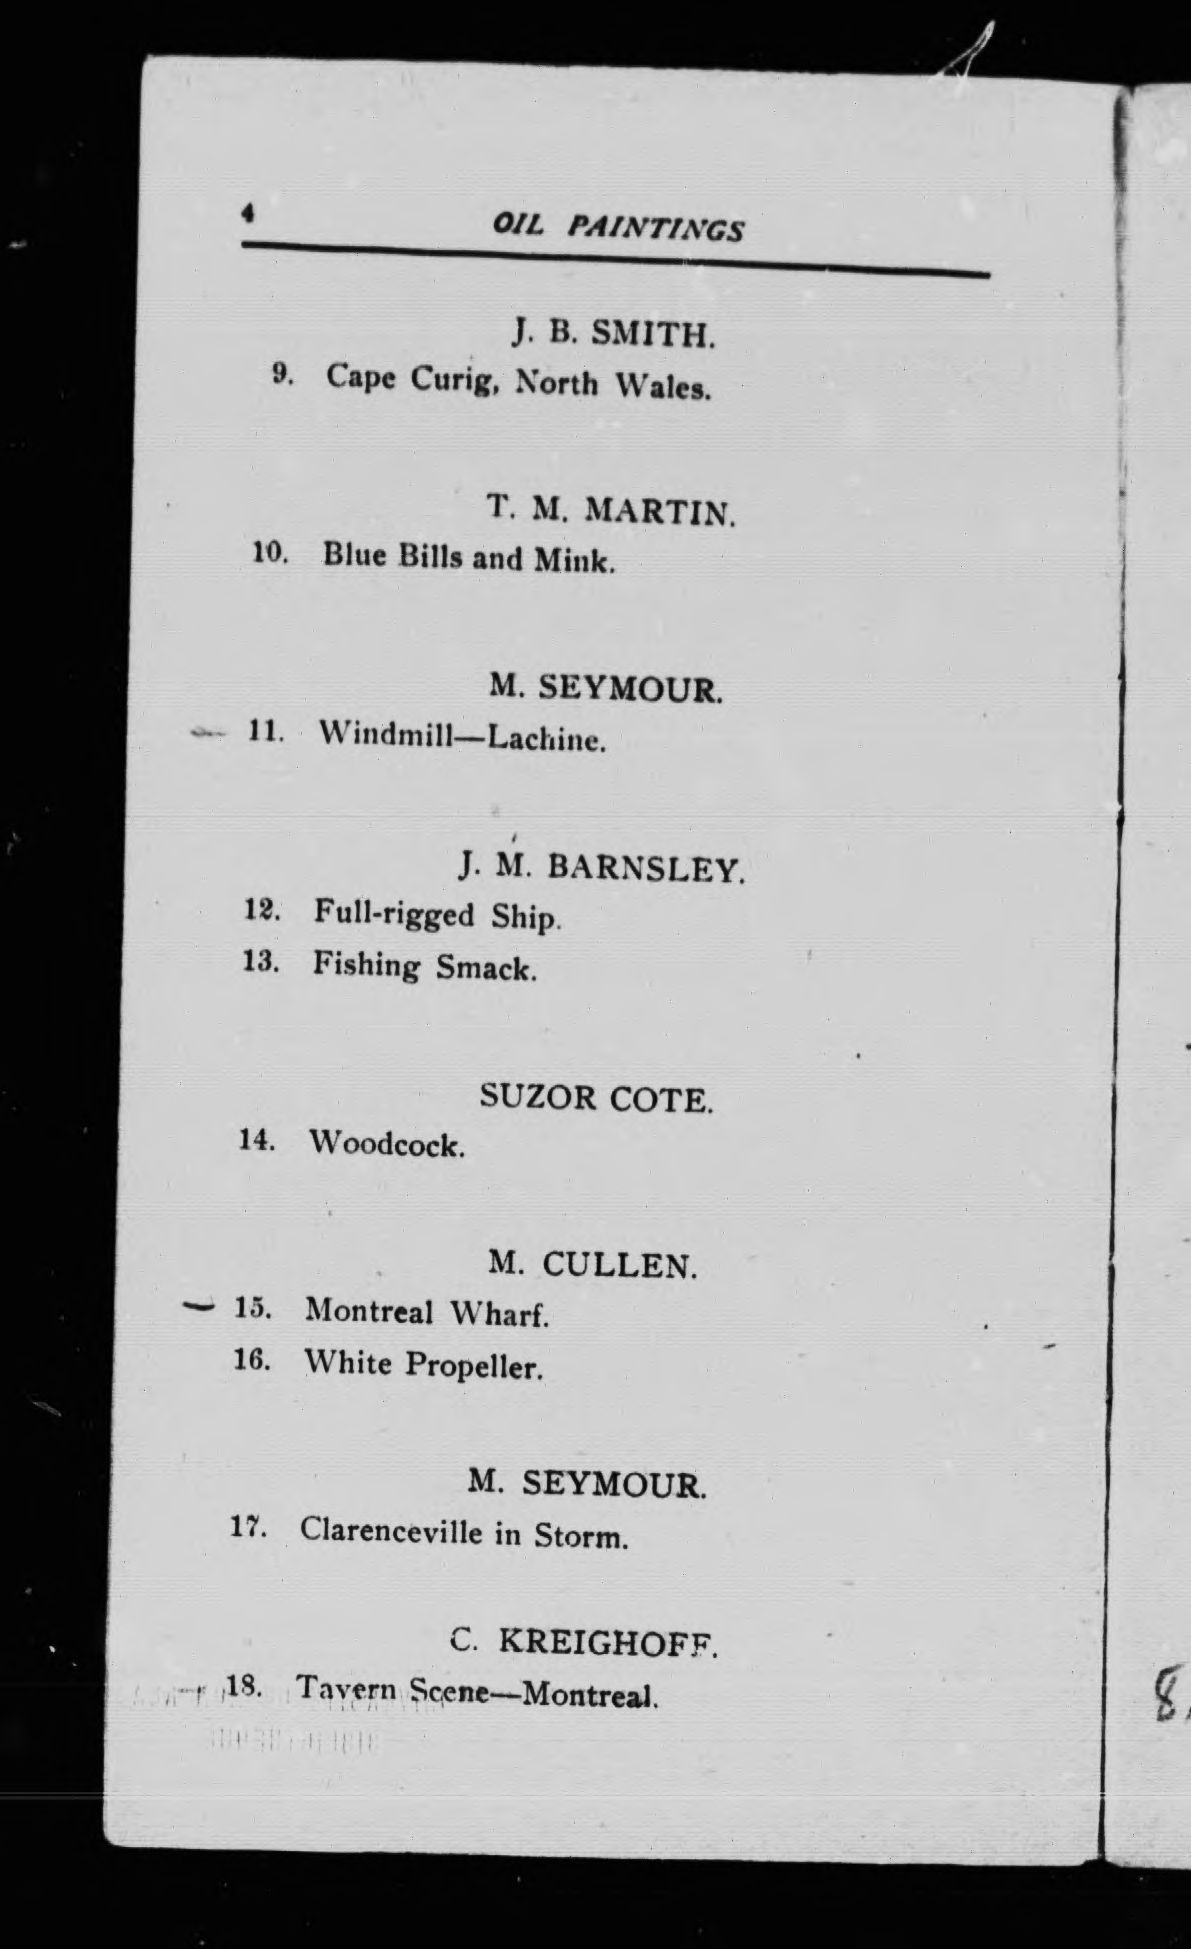 4 OIL PAINTINGS
J. B. SMITH.
9. Cape Curig, North Wales.
T. M. MARTIN.
10. Blue Bills and Mink.
M. SEYMOUR.
11. Windmill—Lachine.
J. M. BARNSLEY.
12. Full-rigged Ship.
13. Fishing Smack.
SUZOR COTE.
14. Woodcock.
M. CULLEN.
15. Montreal Wharf.
16. White Propeller.
M. SEYMOUR.
17. Clarenceville in Storm.
C. KREIGHOFF.
18. Tavern Scene—Montreal.
8